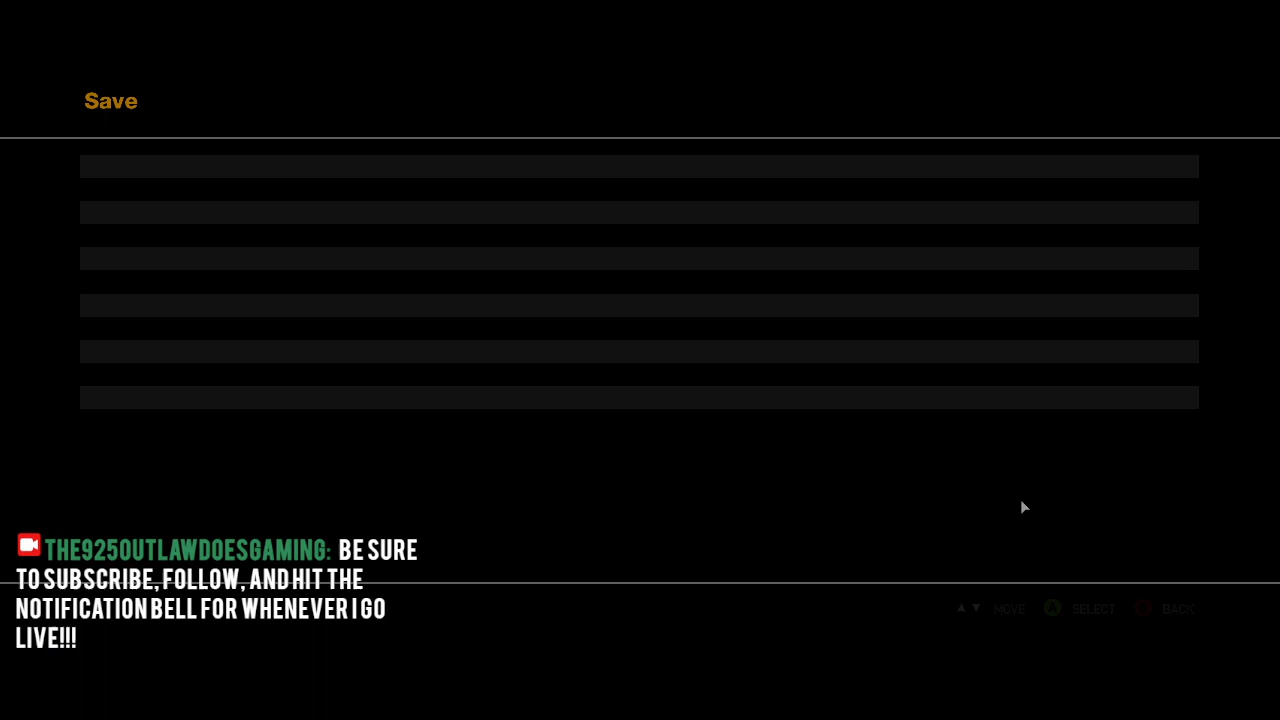 Save
THE925OUTLAWDOESGAMING: BE SURE
TO SUBSCRIBE, FOLLOW, AND HIT THE
NOTIFICATION BELL FOR WHENEVER I GO
LIVE!!!
MOVE A SELECT BACK